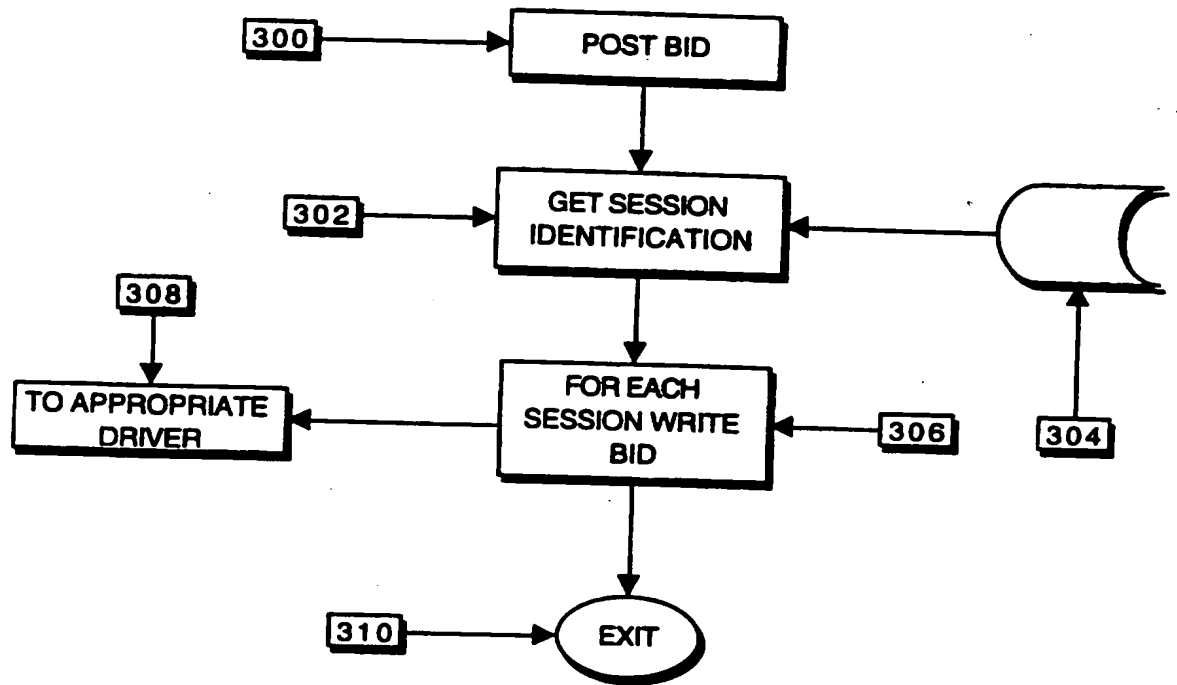 300
POST BID
302
GET SESSION
IDENTIFICATION
308
TO APPROPRIATE
DRIVER
FOR EACH
SESSION WRITE
BID
306
304
310
EXIT